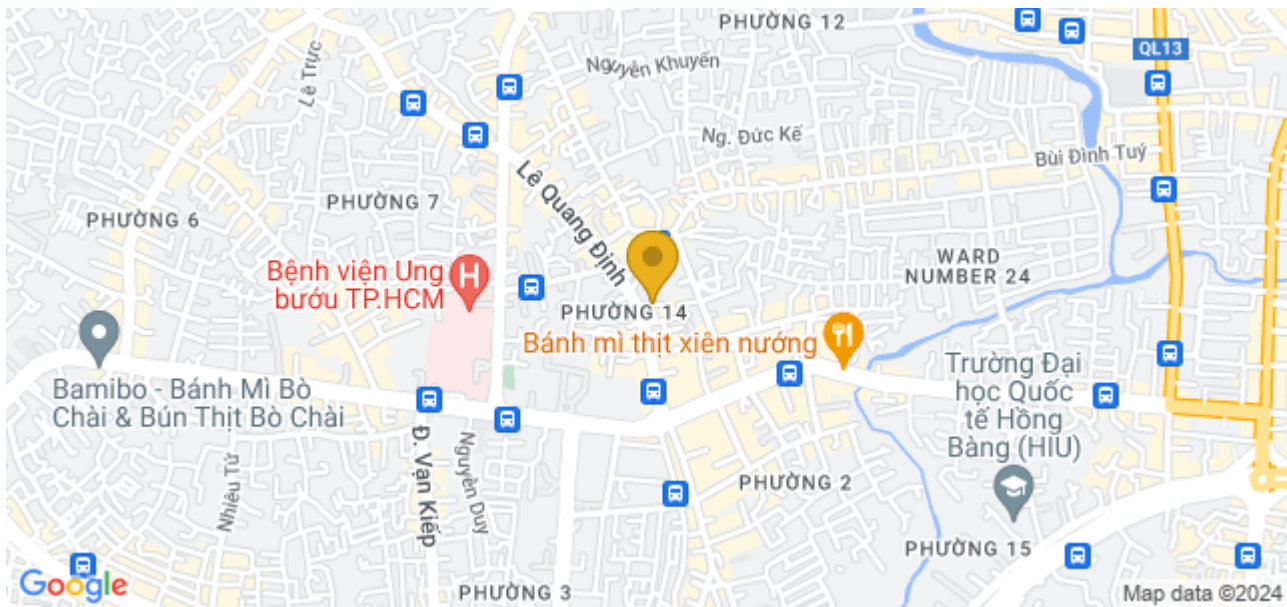 PHƯỜNG 12
QL13
Nguyên Khuyến
Lê Trực
Ng. Đức Kế
Bùi Đình Tuý
Lê Quang Định
PHƯỜNG 7
PHƯỜNG 6
WARD
NUMBER 24
Bệnh viện Ung
bướu TP.HCM
H
PHƯỜNG 14
Bánh mì thịt xiên nướng
Bamibo - Bánh Mì Bò
Chài & Bún Thịt Bò Chài
Trường Đại
học Quốc
tế Hồng
Bàng (HIU)
Đ. Vạn Kiếp
Nguyễn Duy
Nhiêu Tứ
PHƯỜNG 2
PHƯỜNG 15
PHƯỜNG 3
Google
Map data ©2024